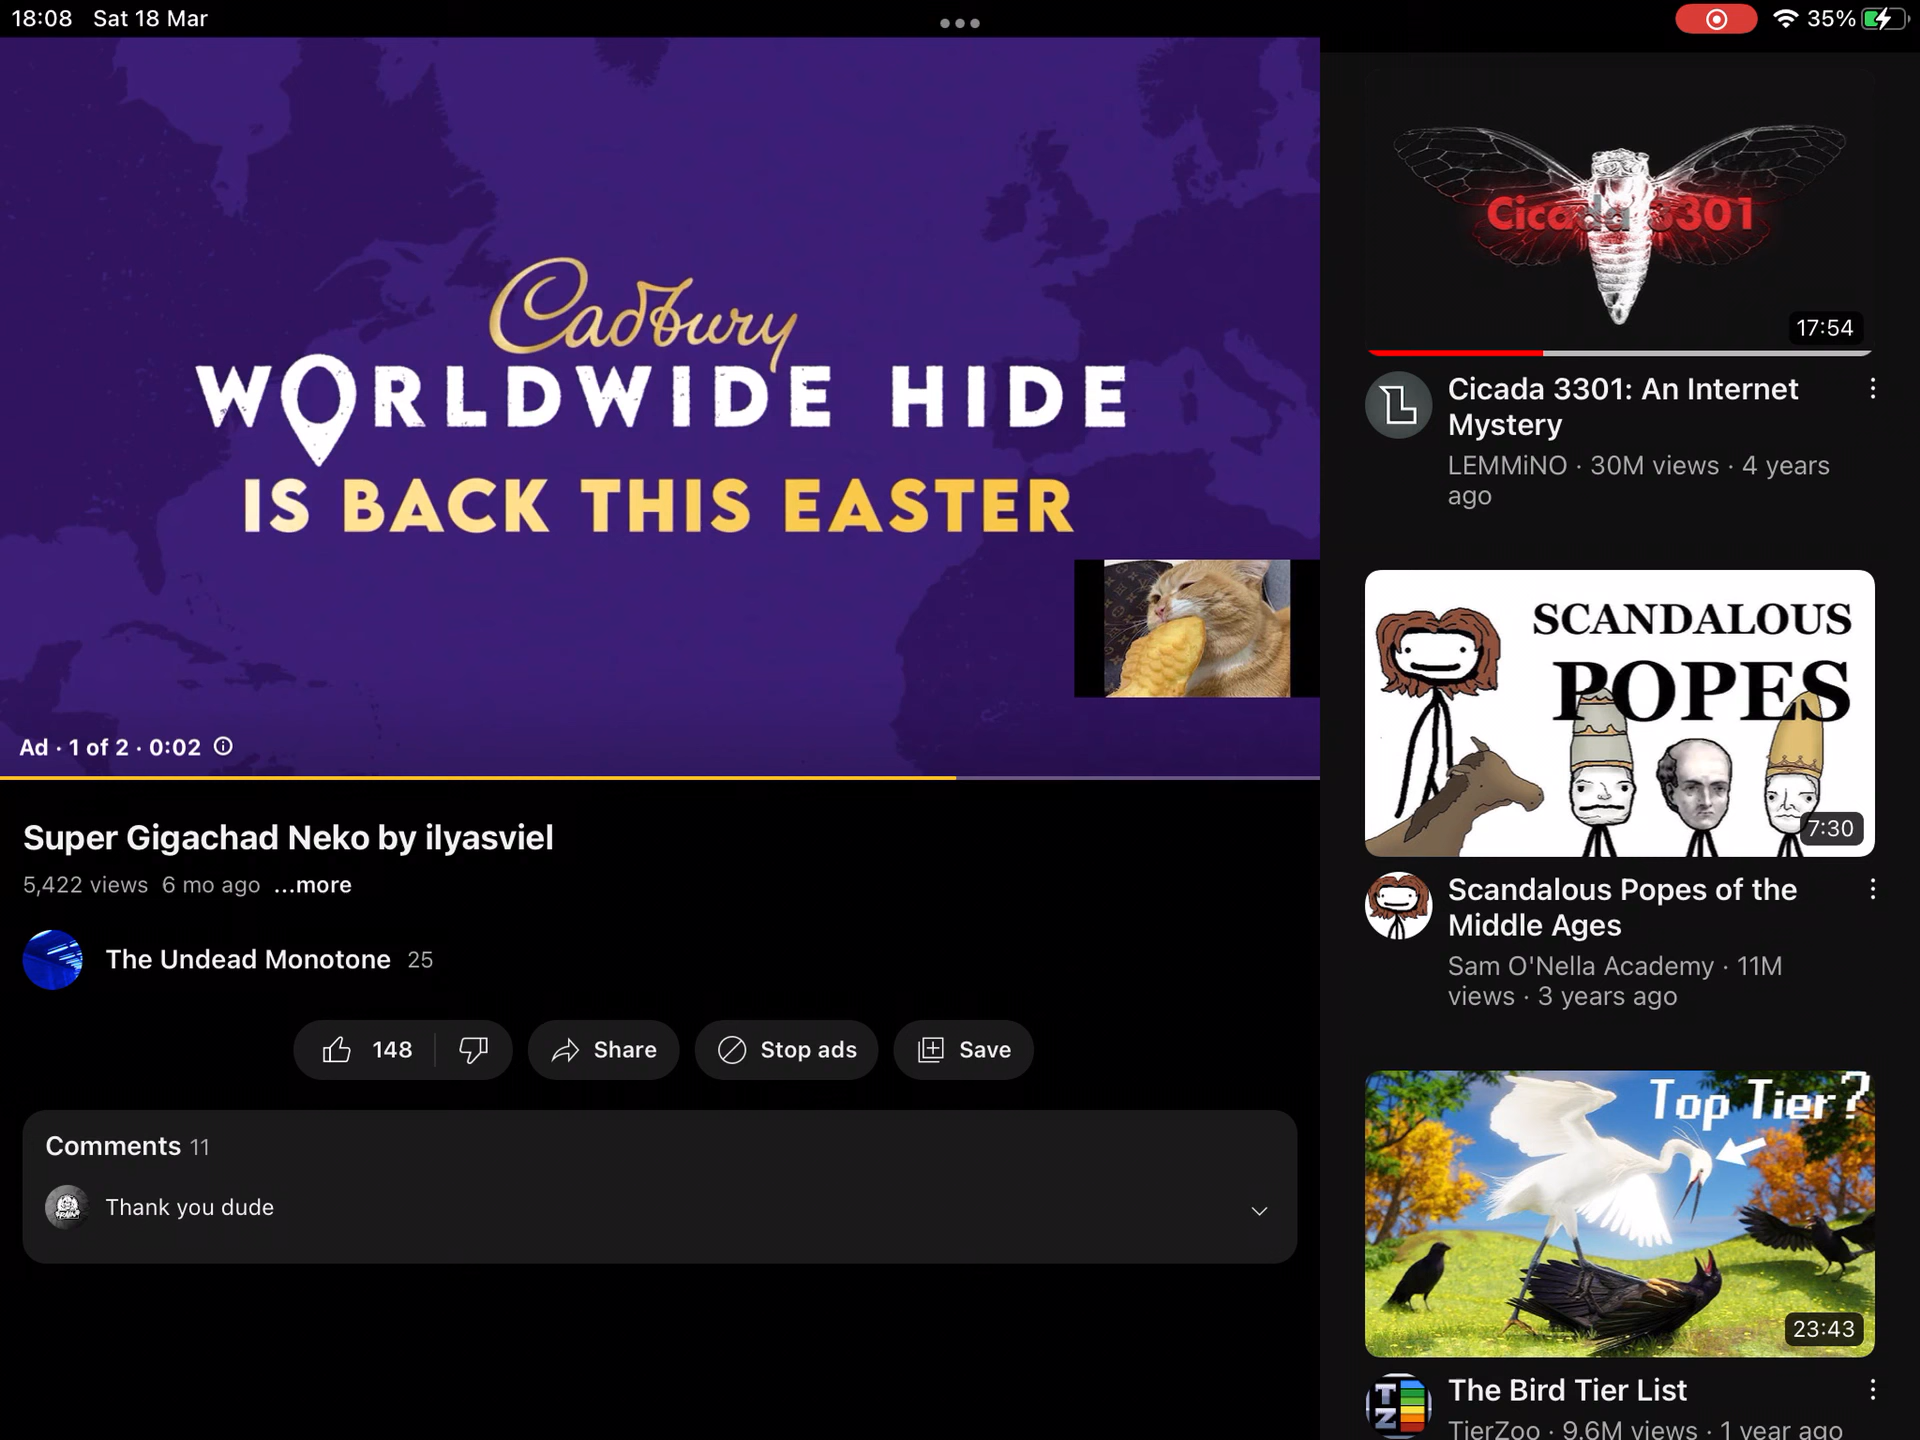 18:08 Sat 18 Mar
35%
Cadbury
WORLDWIDE HIDE
IS BACK THIS EASTER
Ad · 1 of 2 · 0:02
Super Gigachad Neko by ilyasviel
5,422 views 6 mo ago ...more
The Undead Monotone 25
148
Share
Stop ads
Save
Comments 11
Thank you dude
Cicada 3301
17:54
Cicada 3301: An Internet
Mystery
LEMMiNO · 30M views · 4 years
ago
SCANDALOUS
POPES
7:30
Scandalous Popes of the
Middle Ages
Sam O'Nella Academy · 11M
views · 3 years ago
Top Tier?
23:43
TZ
The Bird Tier List
TierZoo · 9.6M views · 1 year ago